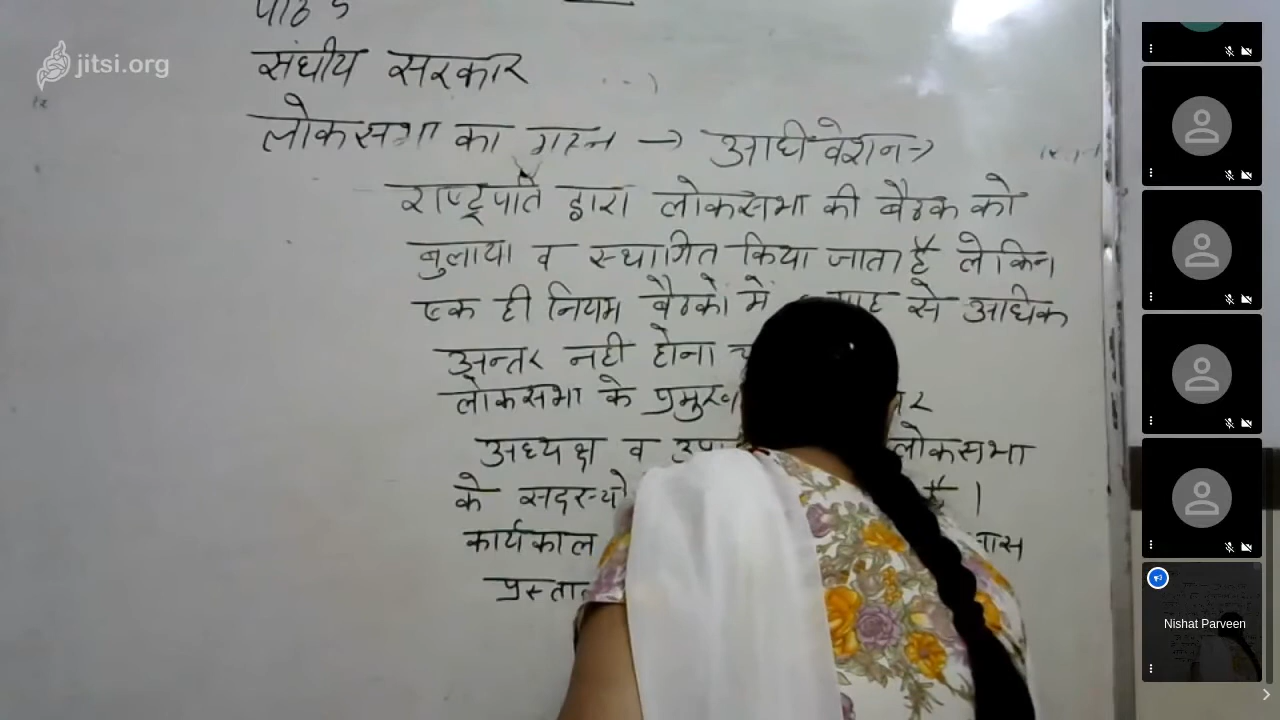 jitsi.org
पाठ 5
संघीय सरकार
लोकसभा का गठन → अधिवेशन→
राष्ट्रपति द्वारा लोकसभा की बैठक को
बुलाया व स्थागित किया जाता है लेकिन
एक ही नियम बैठको में माह से अधिक
अन्तर नही होना
लोकसभा के प्रमुख
अध्यक्ष व लोकसभा
के सदस्यो है ।
कार्यकाल
प्रस्ताव
Nishat Parveen